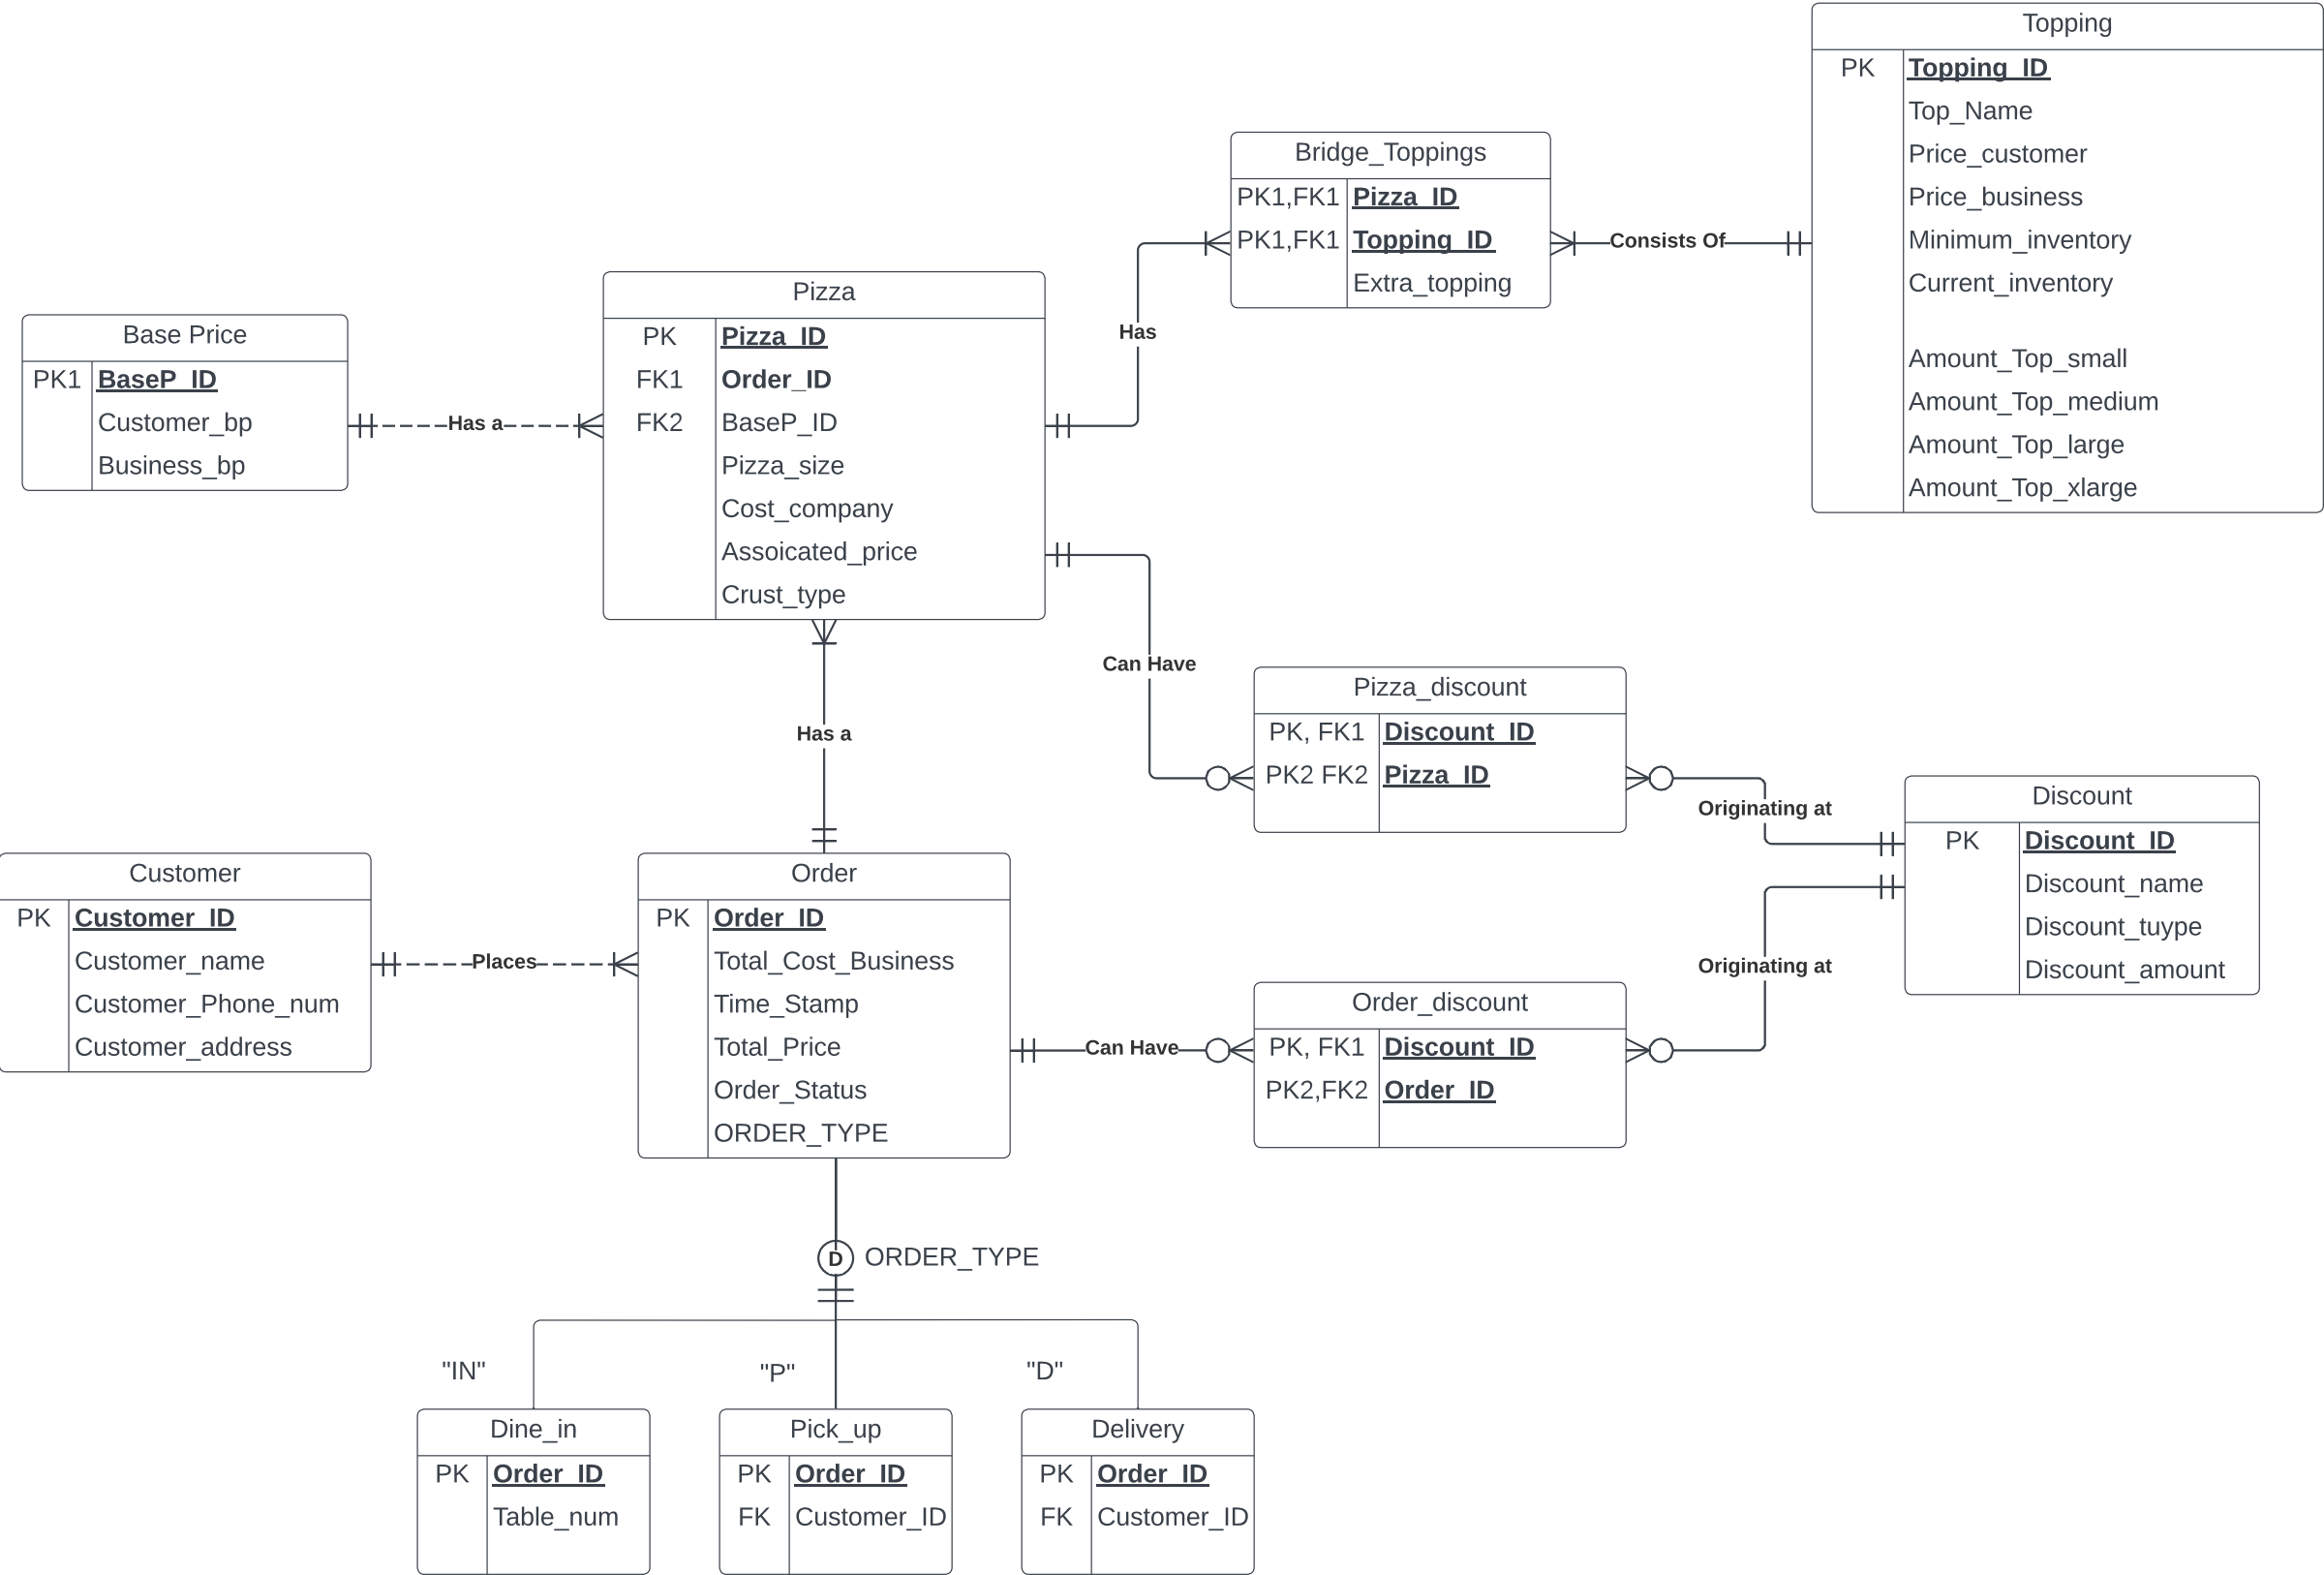 Topping
PK Topping_ID
Top_Name
Price_customer
Price_business
Minimum_inventory
Current_inventory
Amount_Top_small
Amount_Top_medium
Amount_Top_large
Amount_Top_xlarge
Bridge_Toppings
PK1,FK1 Pizza_ID
PK1,FK1 Topping_ID
Extra_topping
Consists Of
Has
Pizza
PK Pizza_ID
FK1 Order_ID
FK2 BaseP_ID
Pizza_size
Cost_company
Assoicated_price
Crust_type
Base Price
PK1 BaseP_ID
Customer_bp
Business_bp
Has a
Can Have
Pizza_discount
PK, FK1 Discount_ID
PK2 FK2 Pizza_ID
Has a
Originating at
Discount
PK Discount_ID
Discount_name
Discount_tuype
Discount_amount
Originating at
Customer
PK Customer_ID
Customer_name
Customer_Phone_num
Customer_address
Places
Order
PK Order_ID
Total_Cost_Business
Time_Stamp
Total_Price
Order_Status
ORDER_TYPE
Can Have
Order_discount
PK, FK1 Discount_ID
PK2,FK2 Order_ID
D ORDER_TYPE
"IN"
"P"
"D"
Dine_in
PK Order_ID
Table_num
Pick_up
PK Order_ID
FK Customer_ID
Delivery
PK Order_ID
FK Customer_ID